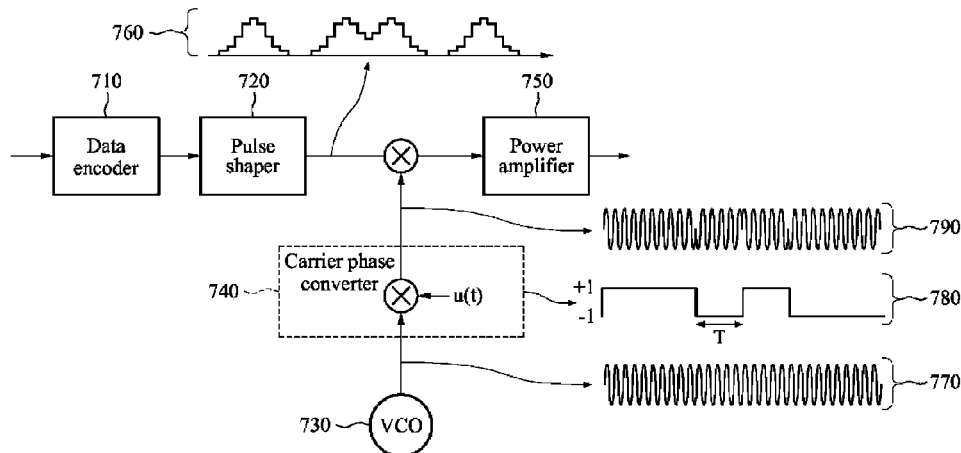 760
710
720
750
Data
encoder
Pulse
shaper
Power
amplifier
790
Carrier phase
converter
740
u(t)
+1
-1
T
780
770
730
VCO